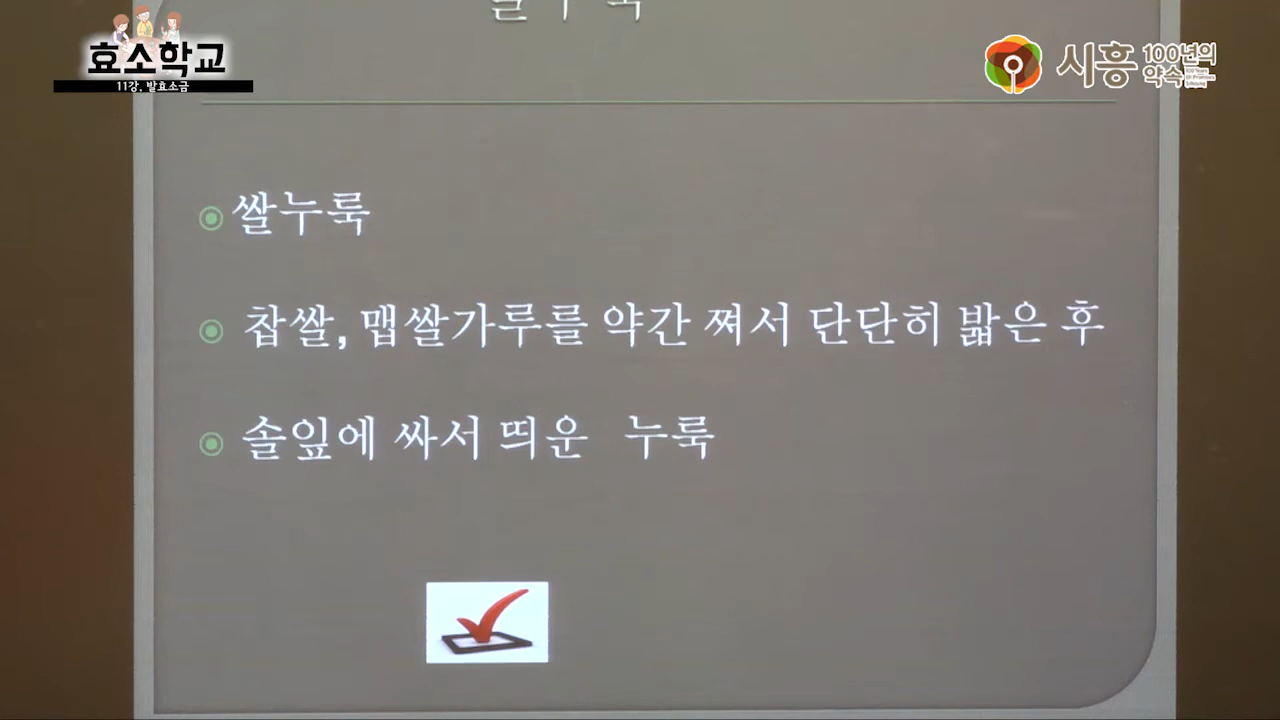 효소학교
11강. 발효소금
시흥
100년의
약속
쌀누룩
찹쌀, 맵쌀가루를 약간 쪄서 단단히 밟은 후
솔잎에 싸서 띄운 누룩